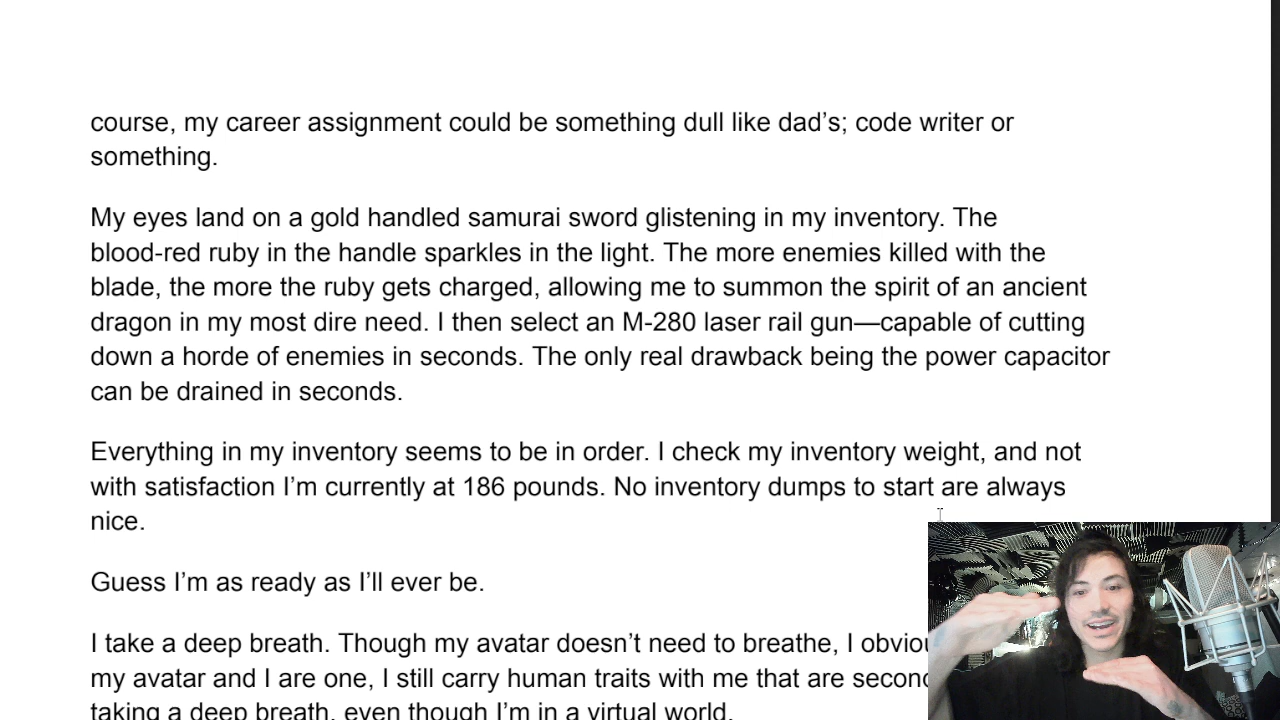 course, my career assignment could be something dull like dad’s; code writer or
something.
My eyes land on a gold handled samurai sword glistening in my inventory. The
blood-red ruby in the handle sparkles in the light. The more enemies killed with the
blade, the more the ruby gets charged, allowing me to summon the spirit of an ancient
dragon in my most dire need. I then select an M-280 laser rail gun—capable of cutting
down a horde of enemies in seconds. The only real drawback being the power capacitor
can be drained in seconds.
Everything in my inventory seems to be in order. I check my inventory weight, and not
with satisfaction I’m currently at 186 pounds. No inventory dumps to start are always
nice.
Guess I’m as ready as I’ll ever be.
I take a deep breath. Though my avatar doesn’t need to breathe, I
my avatar and I are one, I still carry human traits with me that are
taking a deep breath, even though I’m in a virtual world.